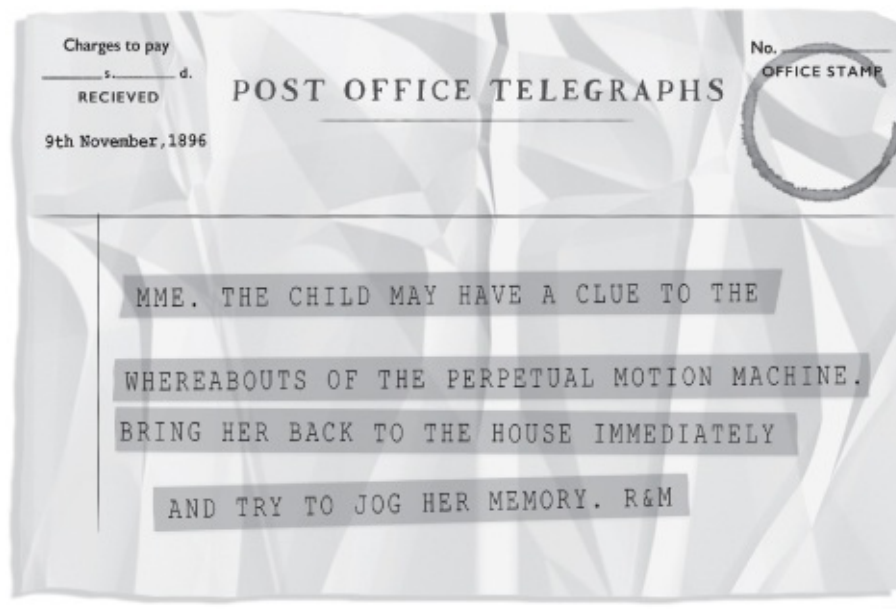 Charges to pay
s. d.
RECIEVED
9th November, 1896
POST OFFICE TELEGRAPHS
No.
OFFICE STAMP
MME. THE CHILD MAY HAVE A CLUE TO THE
WHEREABOUTS OF THE PERPETUAL MOTION MACHINE.
BRING HER BACK TO THE HOUSE IMMEDIATELY
AND TRY TO JOG HER MEMORY. R&M